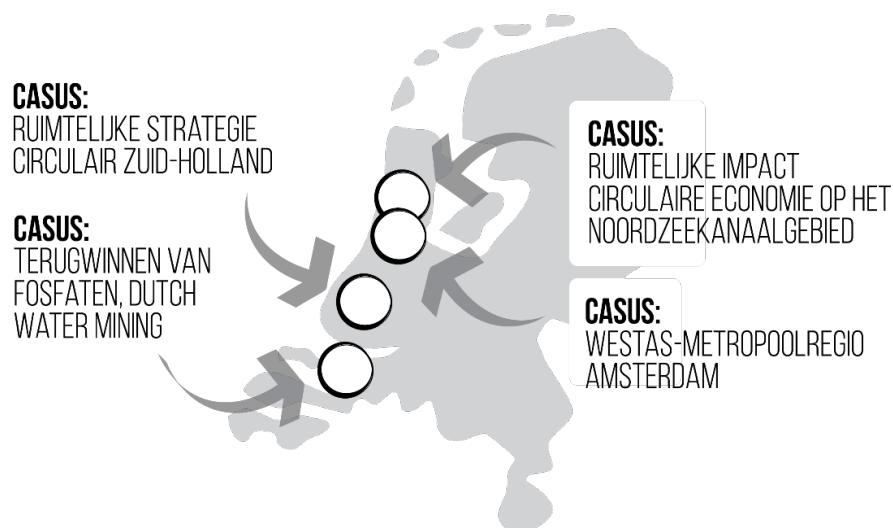 CASUS:
RUIMTELIJKE STRATEGIE
CIRCULAIR ZUID-HOLLAND
CASUS:
TERUGWINNEN VAN
FOSFATEN, DUTCH
WATER MINING
CASUS:
RUIMTELIJKE IMPACT
CIRCULAIRE ECONOMIE OP HET
NOORDZEEKANAALGEBIED
CASUS:
WESTAS-METROPOOLREGIO
AMSTERDAM